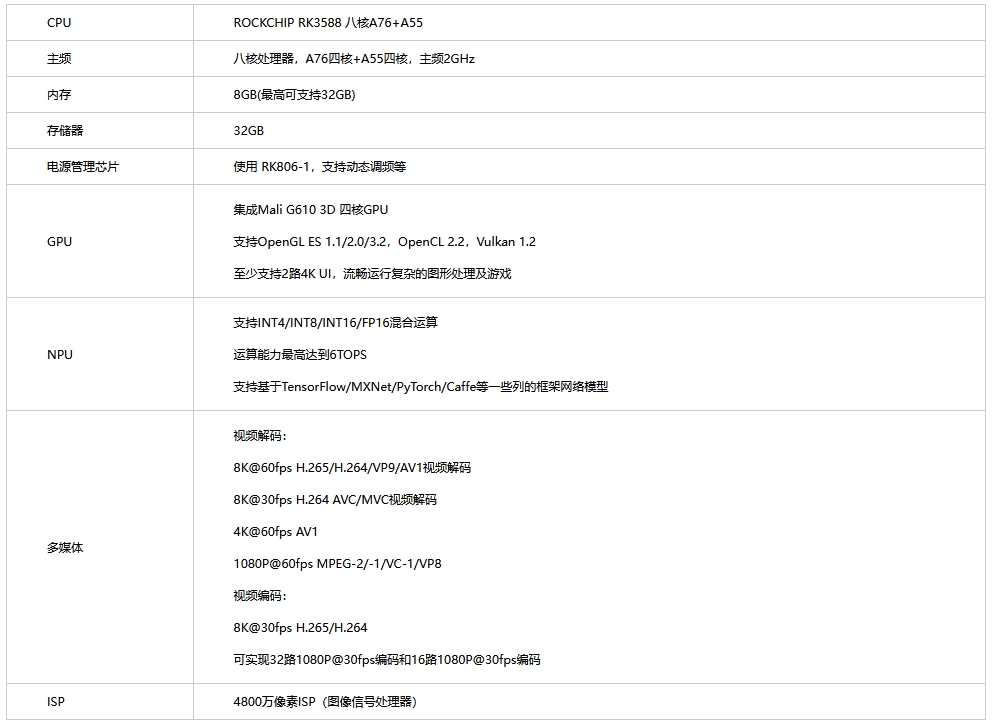 CPU
ROCKCHIP RK3588 八核A76+A55
主频
八核处理器，A76四核+A55四核，主频2GHz
内存
8GB(最高可支持32GB)
存储器
32GB
电源管理芯片
使用 RK806-1，支持动态调频等
GPU
集成Mali G610 3D 四核GPU
支持OpenGL ES 1.1/2.0/3.2，OpenCL 2.2，Vulkan 1.2
至少支持2路4K UI，流畅运行复杂的图形处理及游戏
NPU
支持INT4/INT8/INT16/FP16混合运算
运算能力最高达到6TOPS
支持基于TensorFlow/MXNet/PyTorch/Caffe等一些列的框架网络模型
多媒体
视频解码：
8K@60fps H.265/H.264/VP9/AV1视频解码
8K@30fps H.264 AVC/MVC视频解码
4K@60fps AV1
1080P@60fps MPEG-2/-1/VC-1/VP8
视频编码：
8K@30fps H.265/H.264
可实现32路1080P@30fps编码和16路1080P@30fps编码
ISP
4800万像素ISP（图像信号处理器）